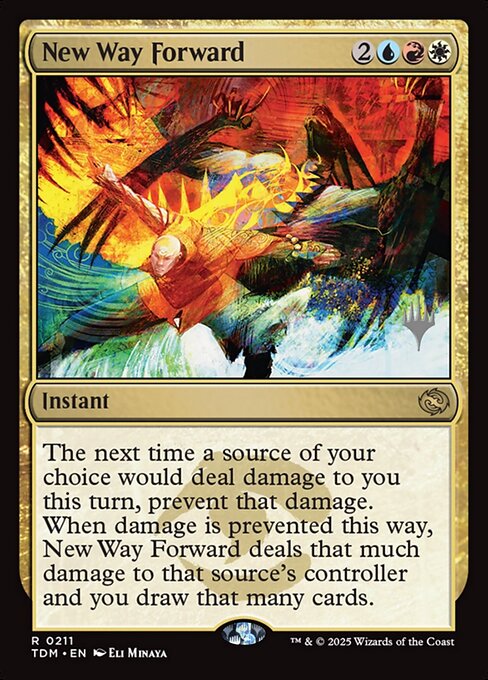 New Way Forward 2
Instant
The next time a source of your
choice would deal damage to you
this turn, prevent that damage.
When damage is prevented this way,
New Way Forward deals that much
damage to that source's controller
and you draw that many cards.
R 0211
™ & © 2025 Wizards of the Coast
TDM • EN Eli Minaya